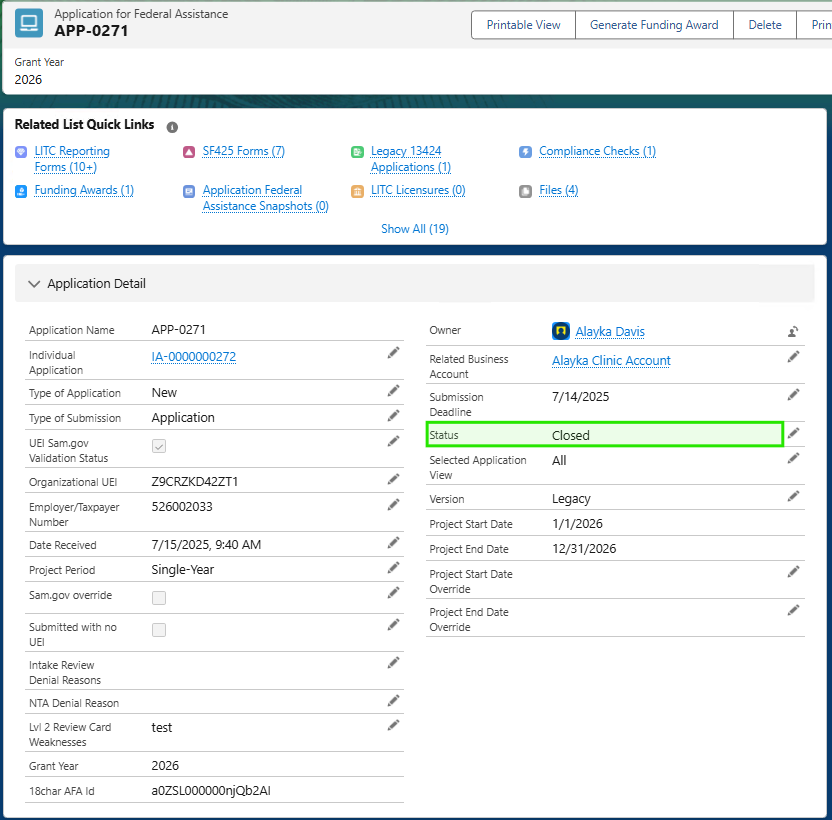 Application for Federal Assistance
APP-0271
Printable View
Generate Funding Award
Delete
Grant Year
2026
Related List Quick Links
LITC Reporting
Forms (10+)
SF425 Forms (7)
Legacy 13424
Applications (1)
Compliance Checks (1)
Funding Awards (1)
Application Federal
Assistance Snapshots (0)
LITC Licensures (0)
Files (4)
Show All (19)
Application Detail
Application Name APP-0271
Individual
Application
IA-0000000272
Type of Application New
Type of Submission Application
UEI Sam.gov
Validation Status
Organizational UEI Z9CRZKD42ZT1
Employer/Taxpayer
Number
526002033
Date Received 7/15/2025, 9:40 AM
Project Period Single-Year
Sam.gov override
Submitted with no
UEI
Intake Review
Denial Reasons
NTA Denial Reason
Lvl 2 Review Card
Weaknesses
test
Grant Year 2026
18char AFA Id a0ZSL000000njQb2AI
Owner Alayka Davis
Related Business
Account
Alayka Clinic Account
Submission
Deadline
7/14/2025
Status Closed
Selected Application
View
All
Version Legacy
Project Start Date 1/1/2026
Project End Date 12/31/2026
Project Start Date
Override
Project End Date
Override